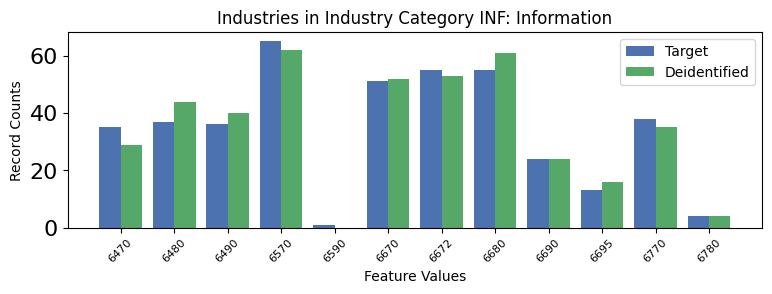 Industries in Industry Category INF: Information
Target
Deidentified
Record Counts
60
40
20
0
6470 6480 6490 6570 6590 6670 6672 6680 6690 6695 6770 6780
Feature Values